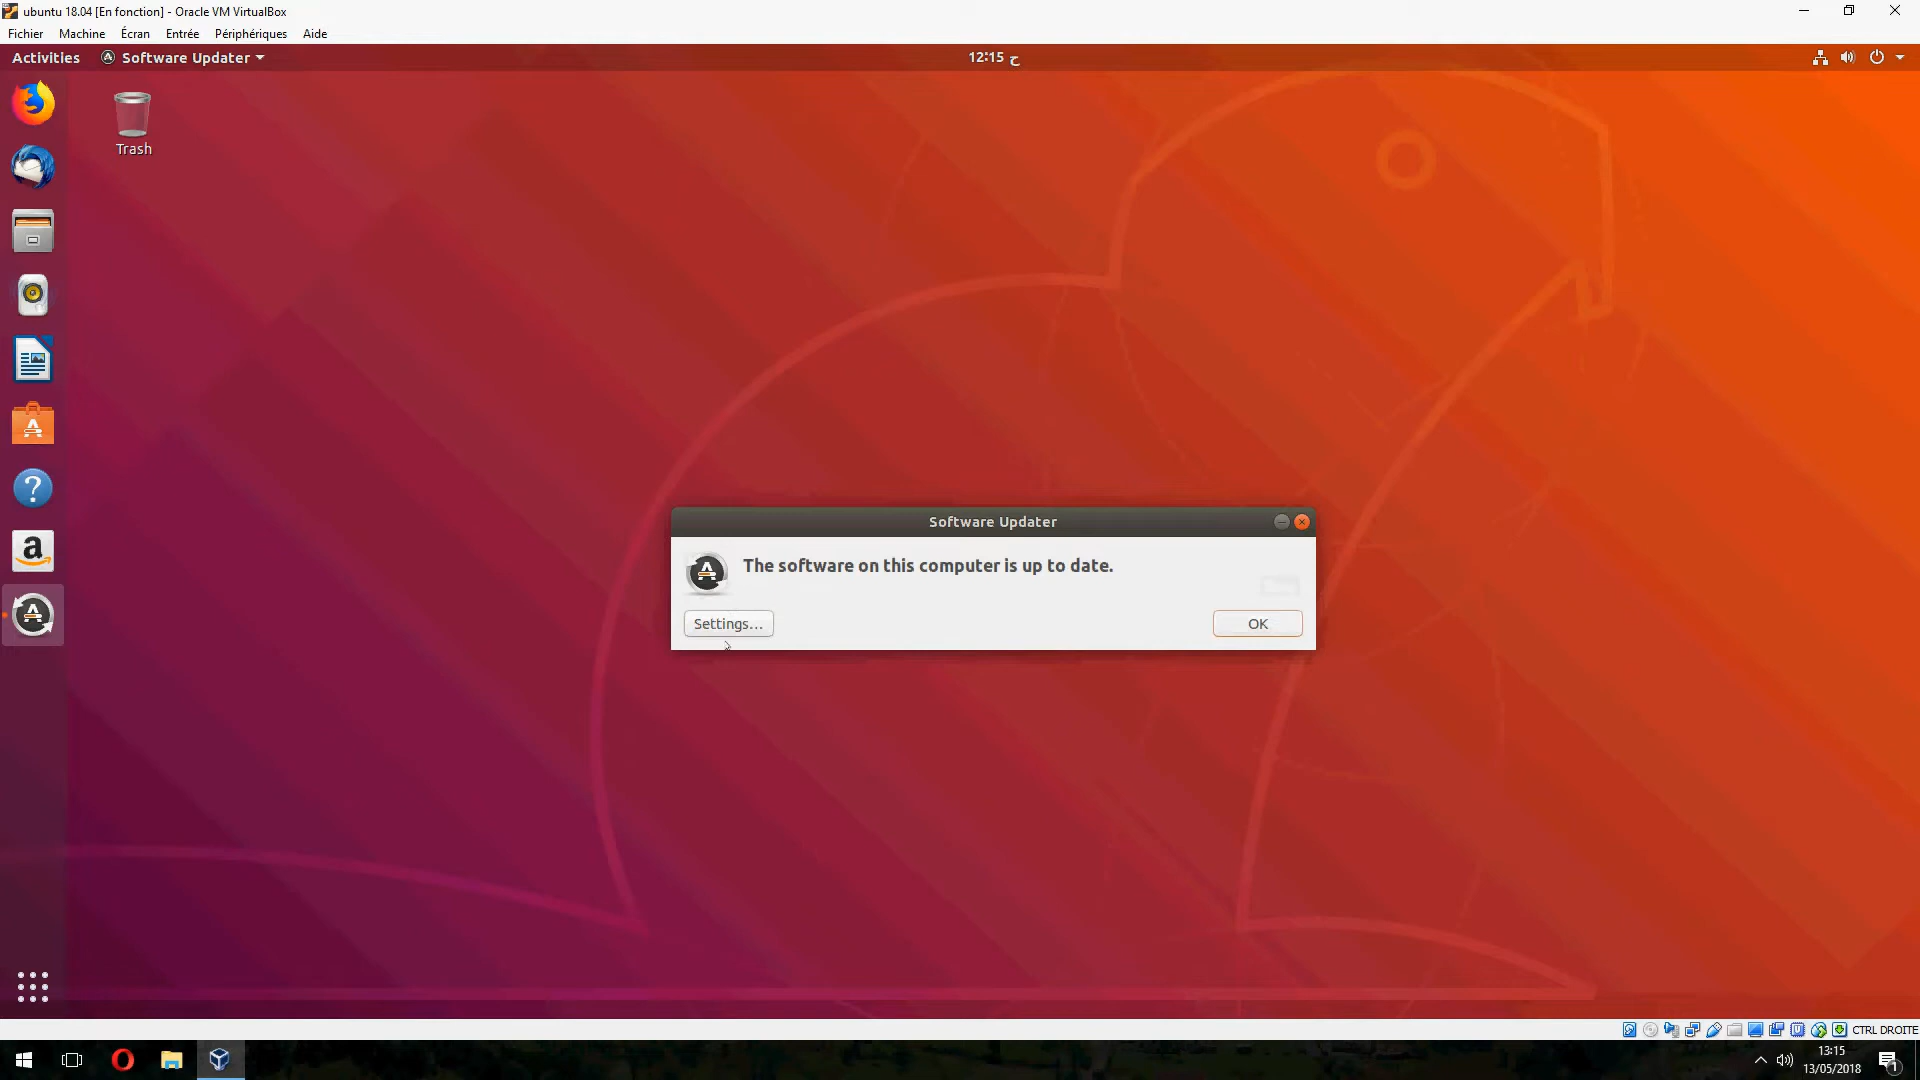 ubuntu 18.04 [En fonction] - Oracle VM VirtualBox
Fichier Machine Écran Entrée Périphériques Aide
Activities Software Updater 12:15 ح
Trash
Software Updater
The software on this computer is up to date.
Settings… OK
CTRL DROITE
13:15
13/05/2018
1